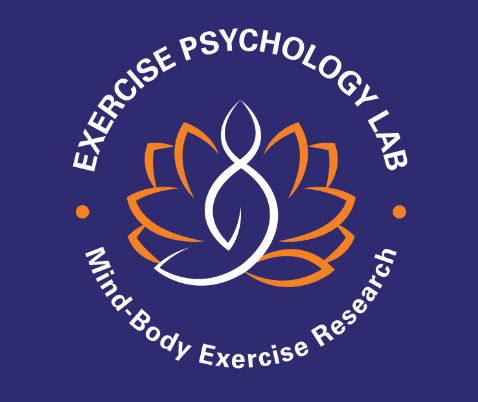 EXERCISE PSYCHOLOGY LAB
Mind-Body Exercise Research